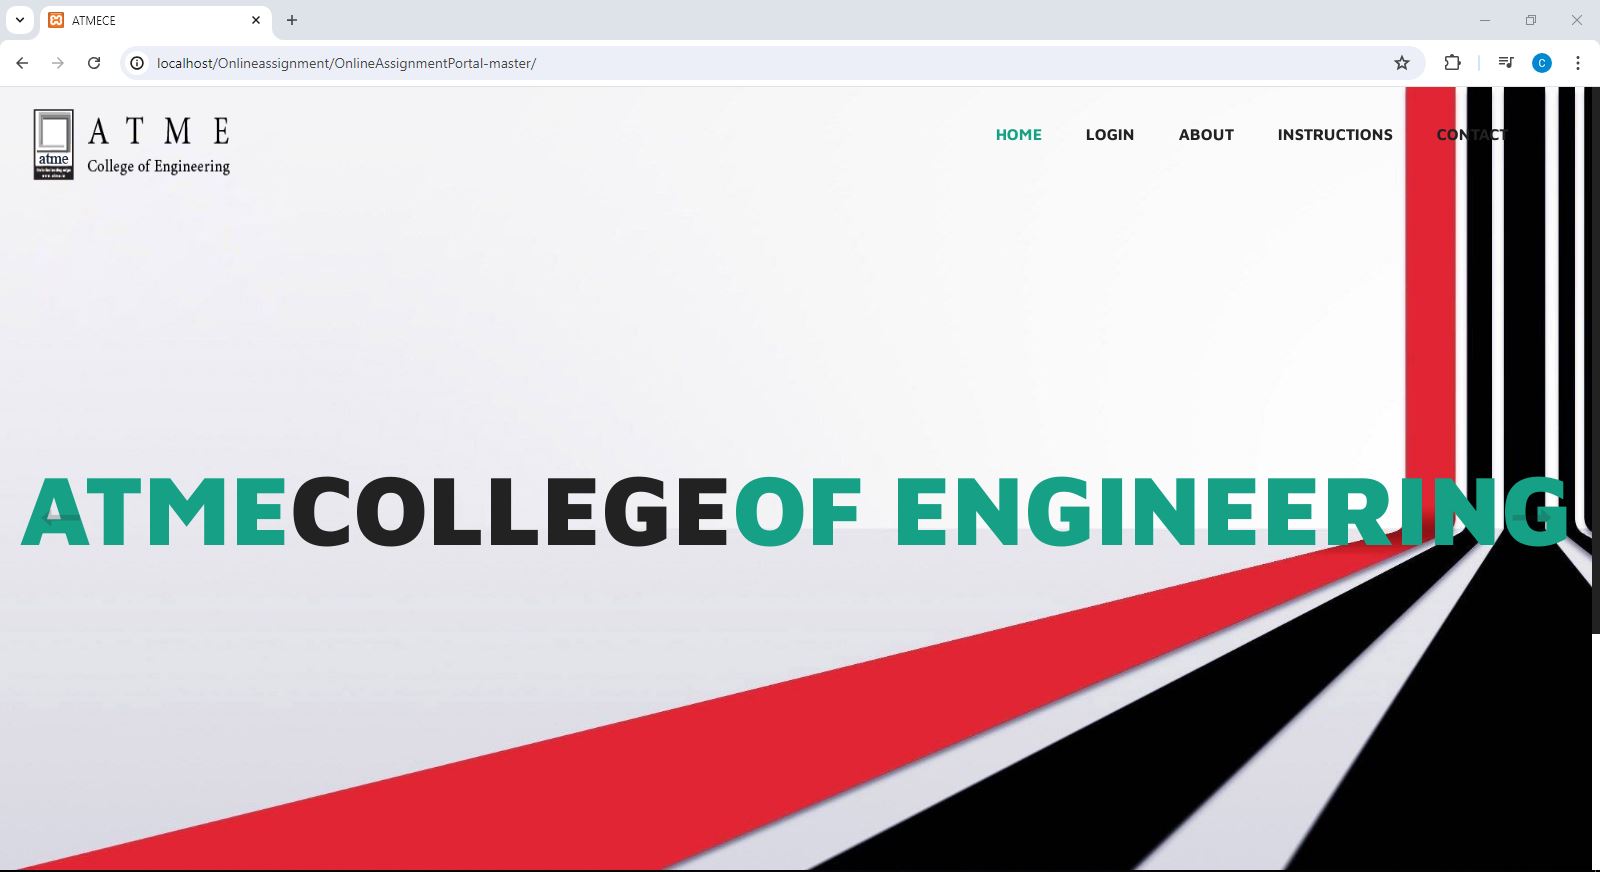 ATMECE
localhost/Onlineassignment/OnlineAssignmentPortal-master/
C
A T M E
College of Engineering
atme
HOME LOGIN ABOUT INSTRUCTIONS CONTACT
ATMECOLLEGEOF ENGINEERING